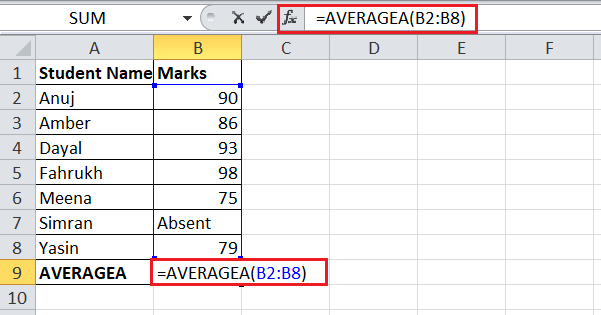 SUM fx =AVERAGEA(B2:B8)
A B C D E F
1 Student Name Marks
2 Anuj 90
3 Amber 86
4 Dayal 93
5 Fahrukh 98
6 Meena 75
7 Simran Absent
8 Yasin 79
9 AVERAGEA =AVERAGEA(B2:B8)
10